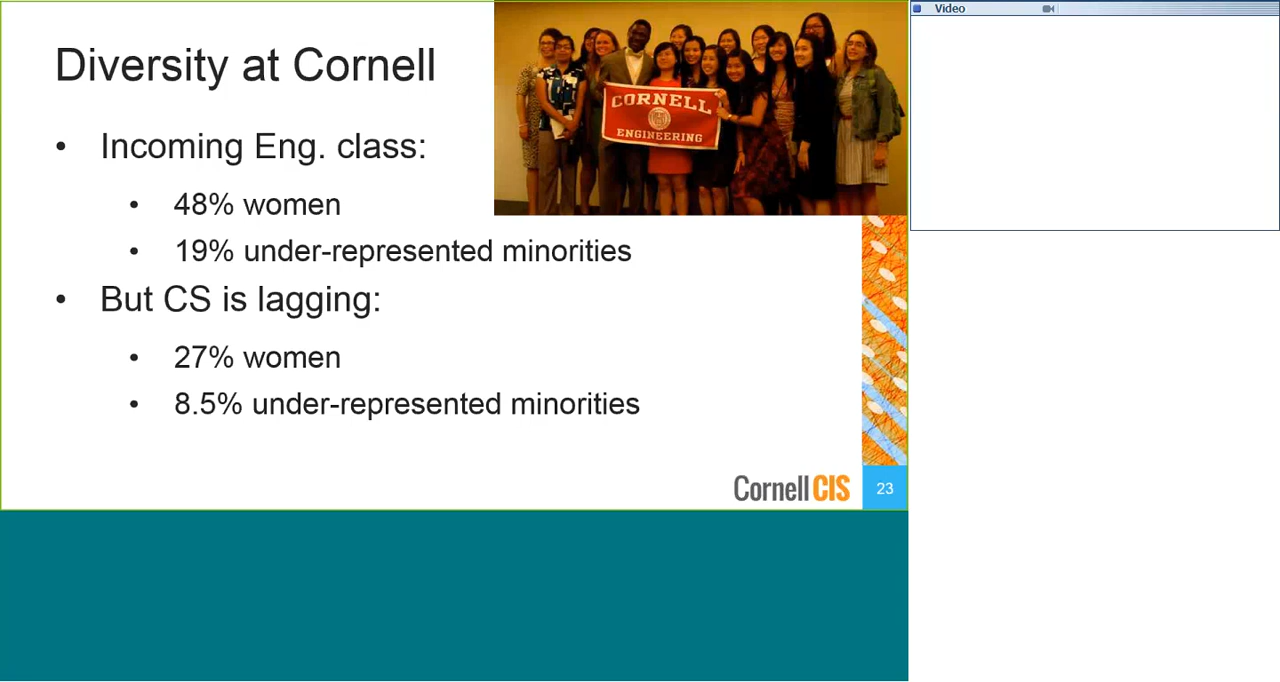 Diversity at Cornell
• Incoming Eng. class:
• 48% women
• 19% under-represented minorities
• But CS is lagging:
• 27% women
• 8.5% under-represented minorities
CORNELL
ENGINEERING
Cornell CIS
23
Video